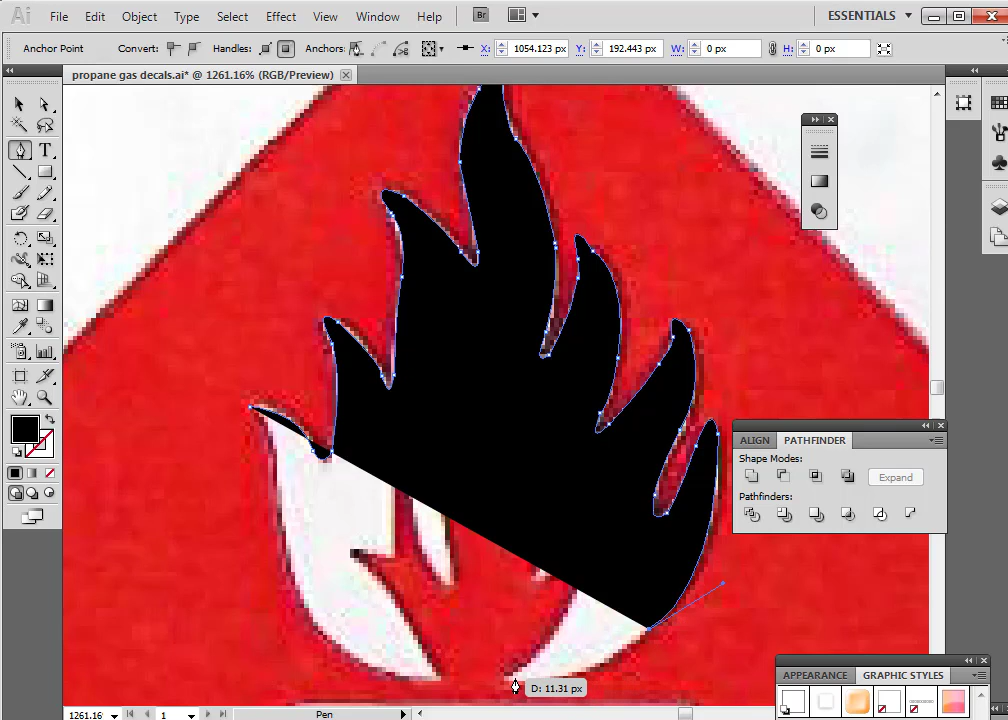 Ai File Edit Object Type Select Effect View Window Help Br ESSENTIALS
Anchor Point Convert: Handles: Anchors: X: 1054.123 px Y: 192.443 px W: 0 px H: 0 px
propane gas decals.ai* @ 1261.16% (RGB/Preview)
T
ALIGN PATHFINDER
Shape Modes:
Expand
Pathfinders:
D: 11.31 px
APPEARANCE GRAPHIC STYLES
1261.16 1 Pen